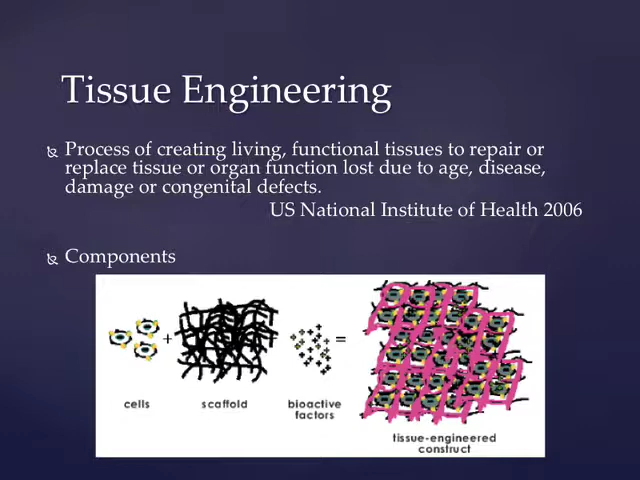 Tissue Engineering
Process of creating living, functional tissues to repair or
replace tissue or organ function lost due to age, disease,
damage or congenital defects.
US National Institute of Health 2006
Components
+ =
cells scaffold bioactive
factors
tissue-engineered
construct